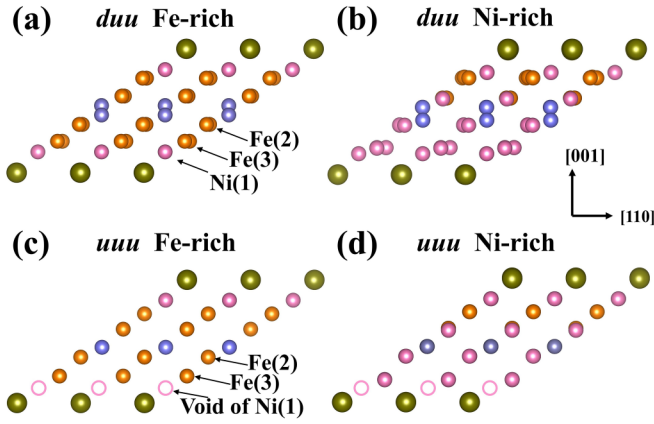 (a) duu Fe-rich
(b) duu Ni-rich
Fe(2)
Fe(3)
Ni(1)
[001]
[110]
(c) uuu Fe-rich
(d) uuu Ni-rich
Fe(2)
Fe(3)
Void of Ni(1)